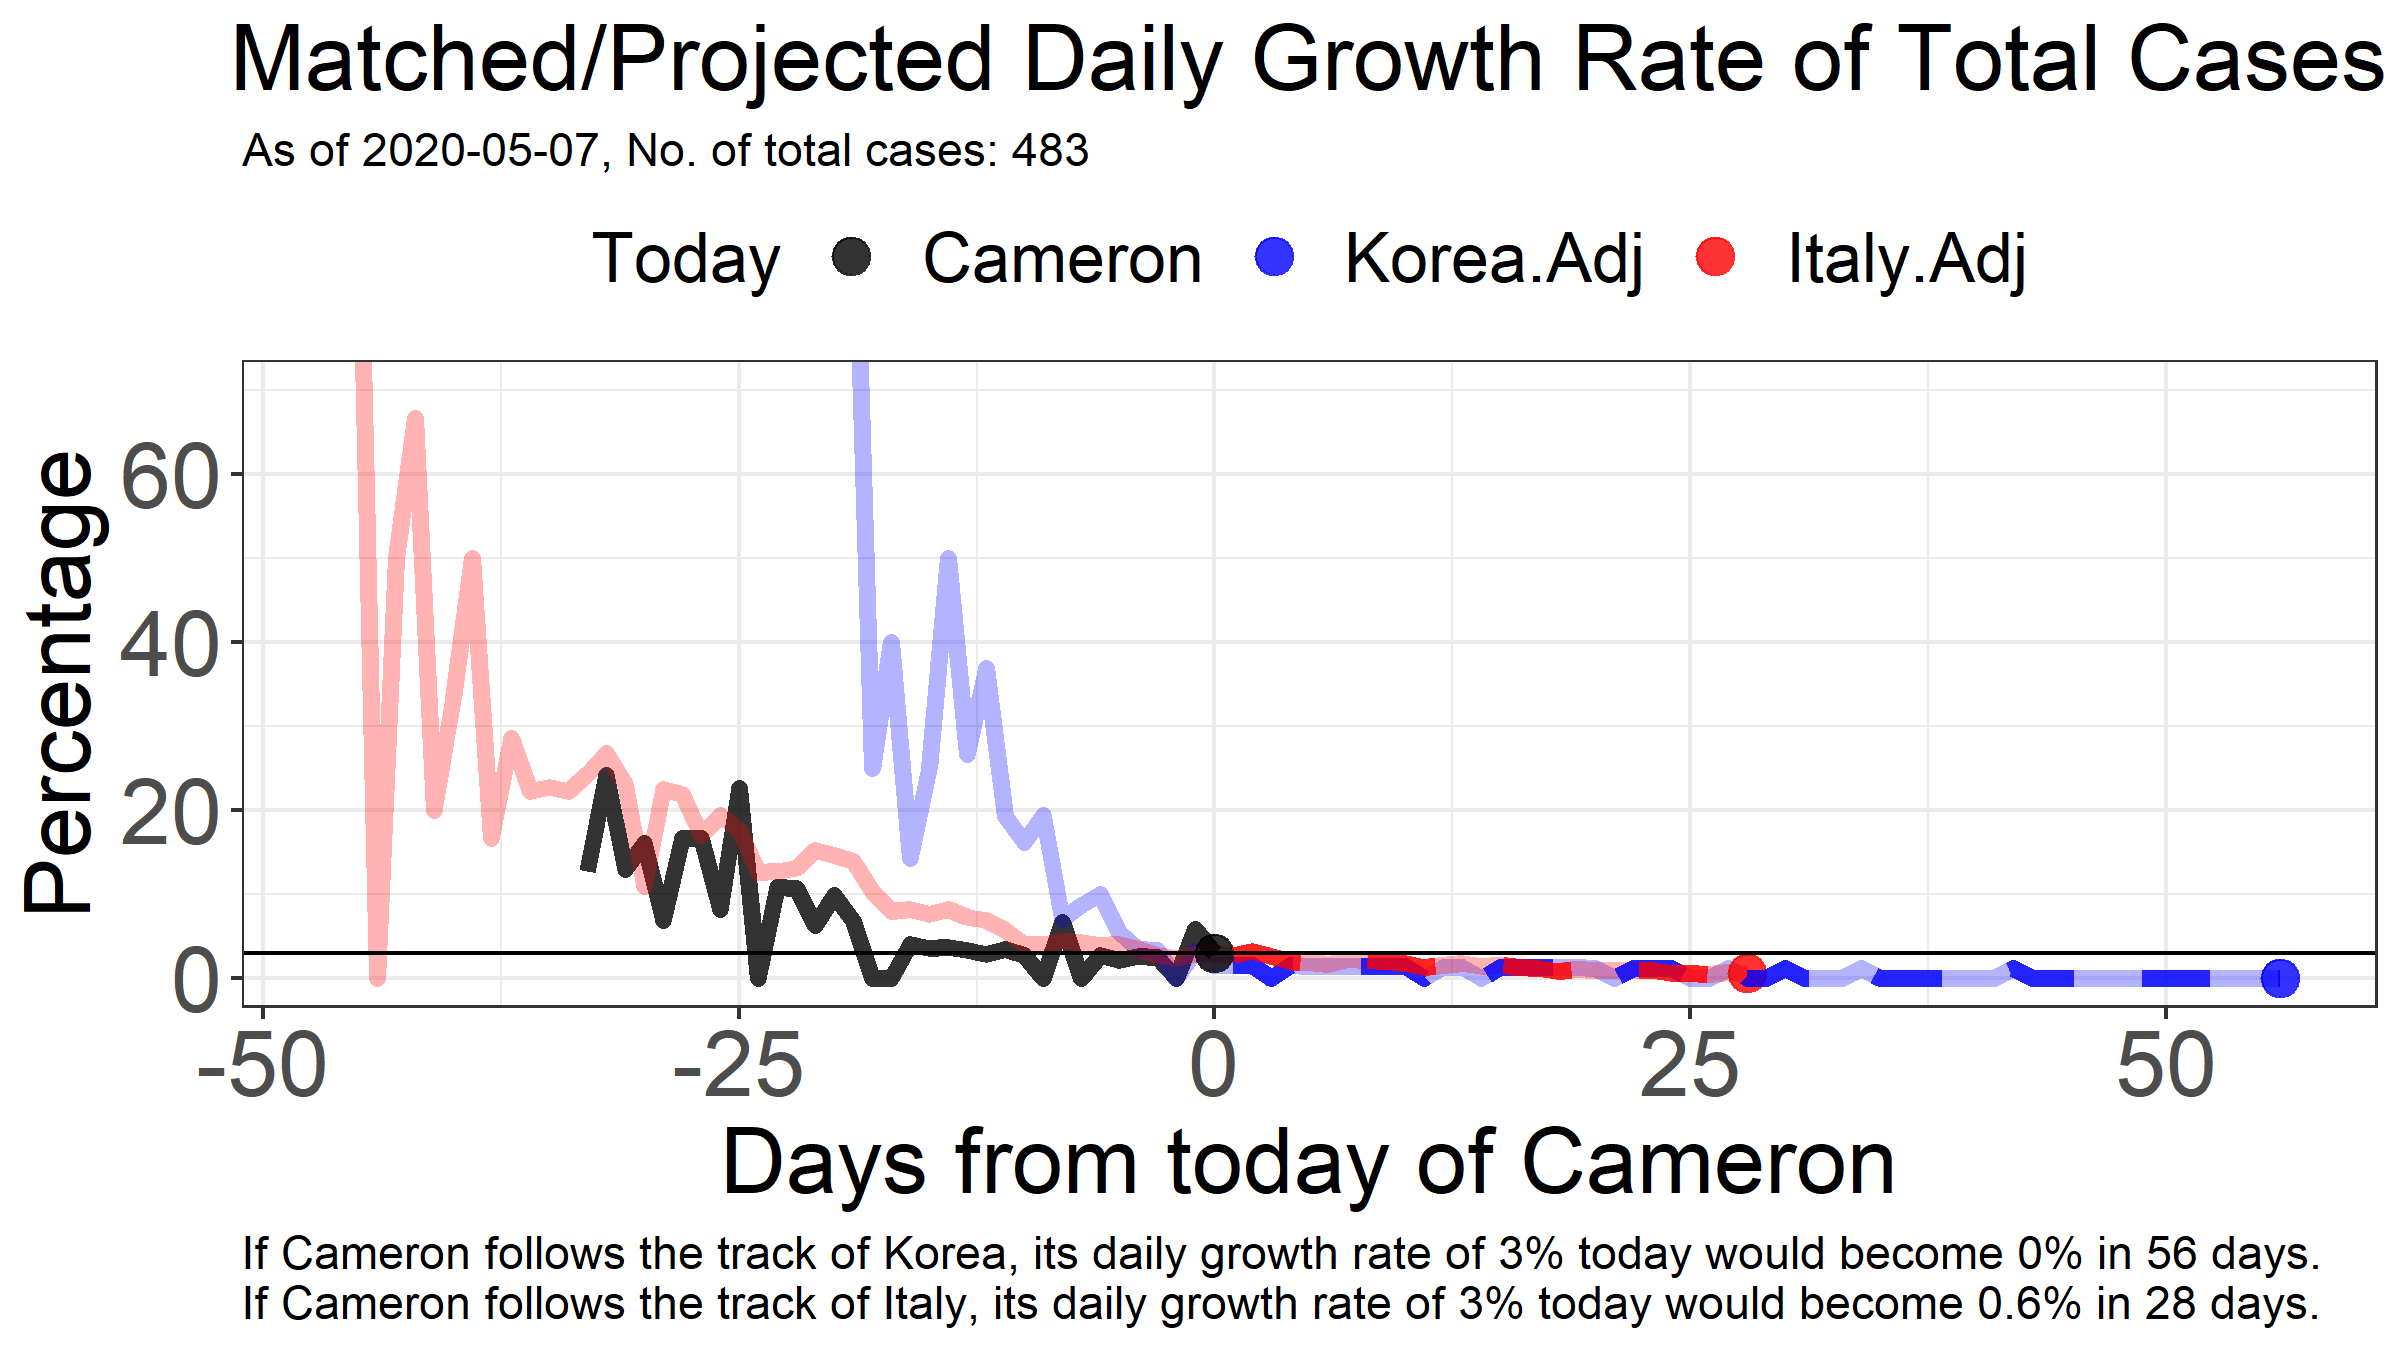 Matched/Projected Daily Growth Rate of Total Cases
As of 2020-05-07, No. of total cases: 483
Today Cameron Korea.Adj Italy.Adj
Percentage
60
40
20
0
-50 -25 0 25 50
Days from today of Cameron
If Cameron follows the track of Korea, its daily growth rate of 3% today would become 0% in 56 days.
If Cameron follows the track of Italy, its daily growth rate of 3% today would become 0.6% in 28 days.